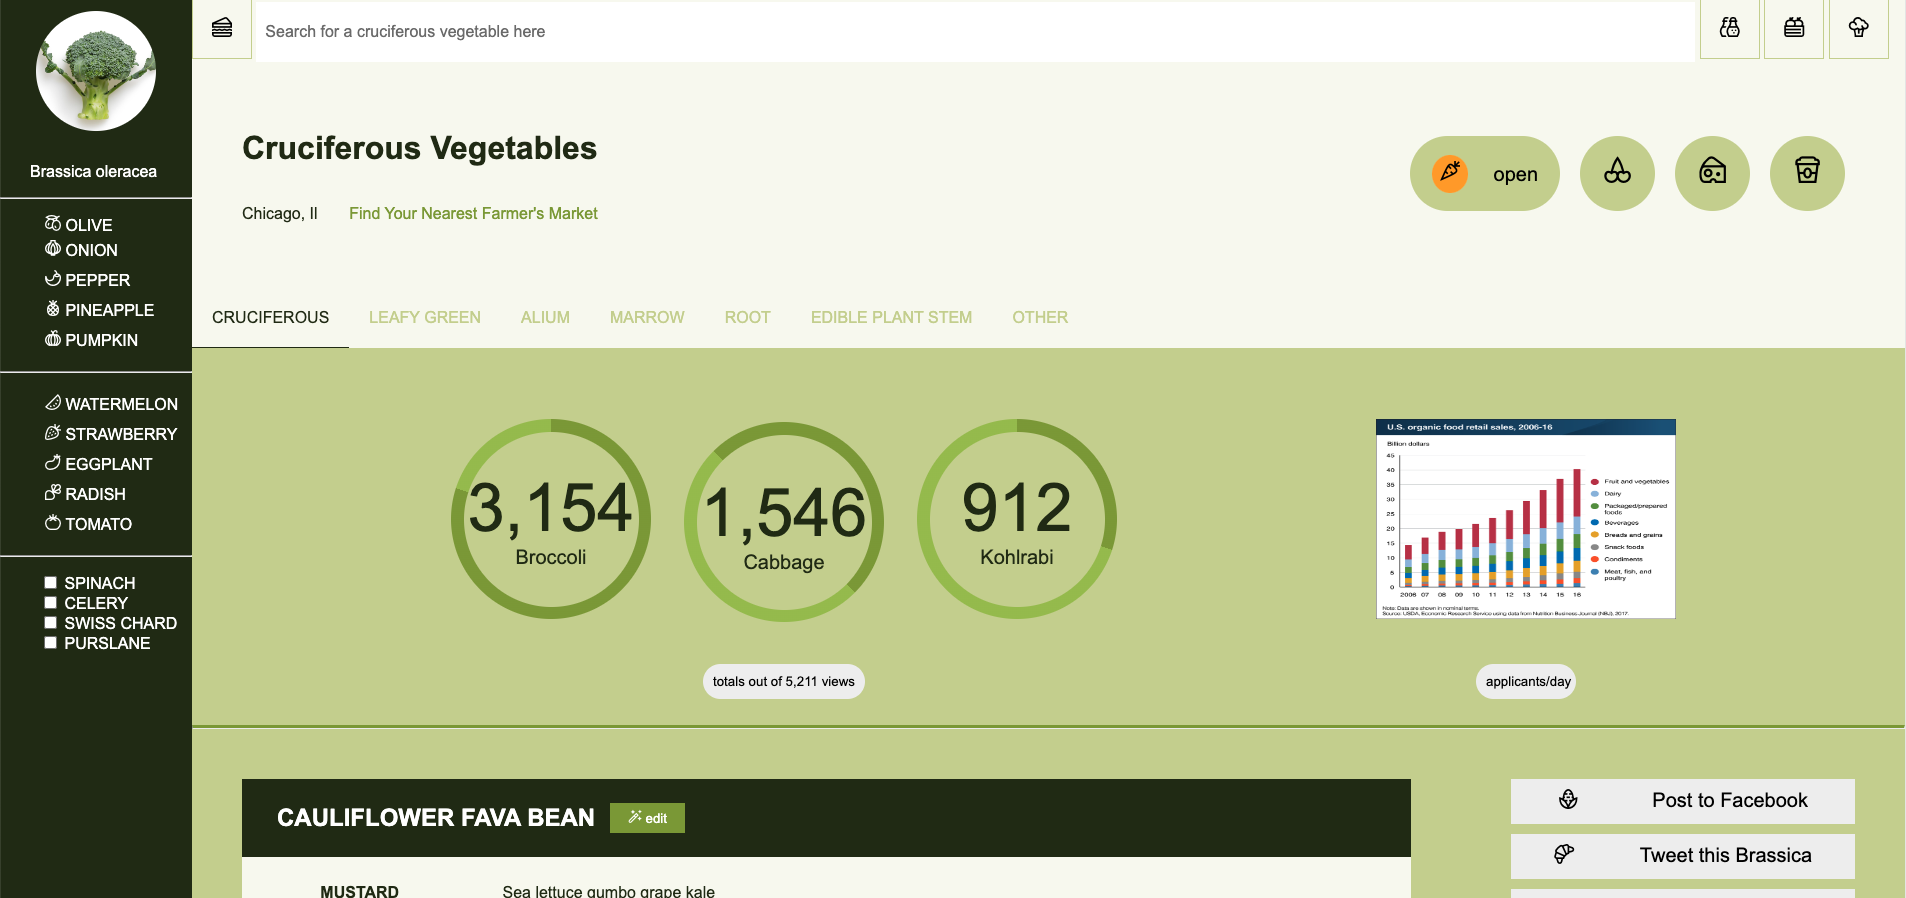 Search for a cruciferous vegetable here
Brassica oleracea
OLIVE
ONION
PEPPER
PINEAPPLE
PUMPKIN
WATERMELON
STRAWBERRY
EGGPLANT
RADISH
TOMATO
SPINACH
CELERY
SWISS CHARD
PURSLANE
Cruciferous Vegetables
Chicago, Il Find Your Nearest Farmer's Market
open
CRUCIFEROUS LEAFY GREEN ALIUM MARROW ROOT EDIBLE PLANT STEM OTHER
3,154
Broccoli
1,546
Cabbage
912
Kohlrabi
totals out of 5,211 views
U.S. organic food retail sales, 2006-16
Billion dollars
45
40
35
30
25
20
15
10
5
0
2006 07 08 09 10 11 12 13 14 15 16
Fruit and vegetables
Dairy
Packaged/prepared
foods
Beverages
Breads and grains
Snack foods
Condiments
Meat, fish, and
poultry
Note: Data are shown in nominal terms.
Source: USDA, Economic Research Service using data from Nutrition Business Journal (NBJ), 2017.
applicants/day
CAULIFLOWER FAVA BEAN edit
MUSTARD Sea lettuce gumbo grape kale
Post to Facebook
Tweet this Brassica